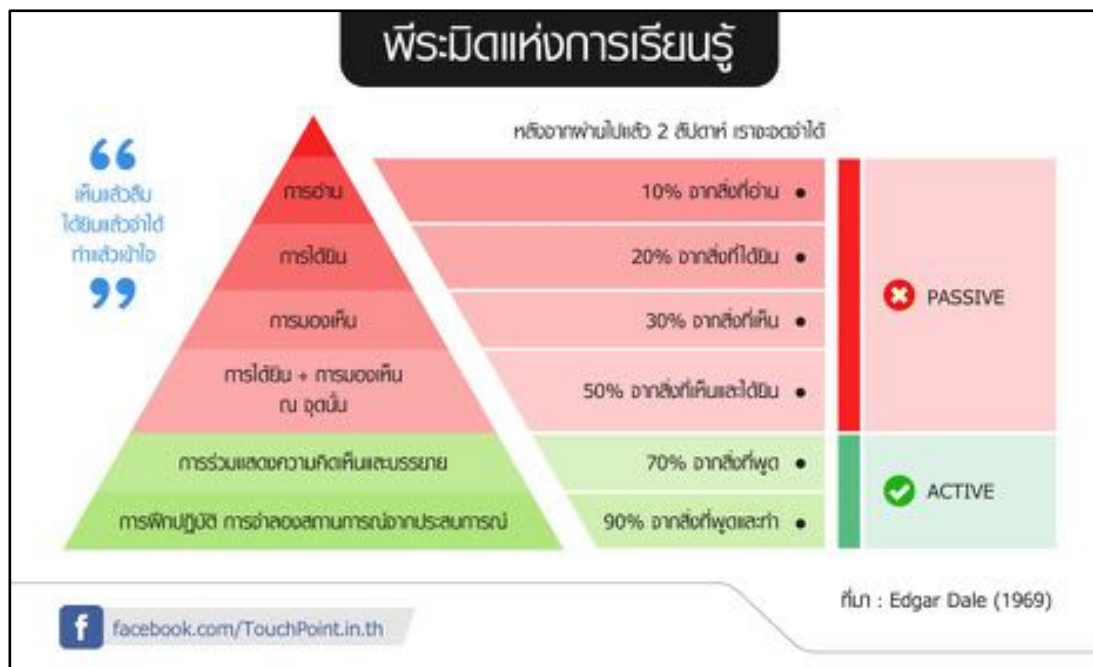 พีระมิดแห่งการเรียนรู้
หลังจากผ่านไปแล้ว 2 สัปดาห์ เราจะจดจำได้
“
เห็นแล้วลืม
ได้ยินแล้วจำได้
ทำแล้วเข้าใจ
”
การอ่าน
10% จากสิ่งที่อ่าน •
การได้ยิน
20% จากสิ่งที่ได้ยิน •
การมองเห็น
30% จากสิ่งที่เห็น •
การได้ยิน + การมองเห็น
ณ จุดนั้น
50% จากสิ่งที่เห็นและได้ยิน •
PASSIVE
การร่วมแสดงความคิดเห็นและบรรยาย
70% จากสิ่งที่พูด •
การฝึกปฏิบัติ การจำลองสถานการณ์จากประสบการณ์
90% จากสิ่งที่พูดและทำ •
ACTIVE
ที่มา : Edgar Dale (1969)
f facebook.com/TouchPoint.in.th